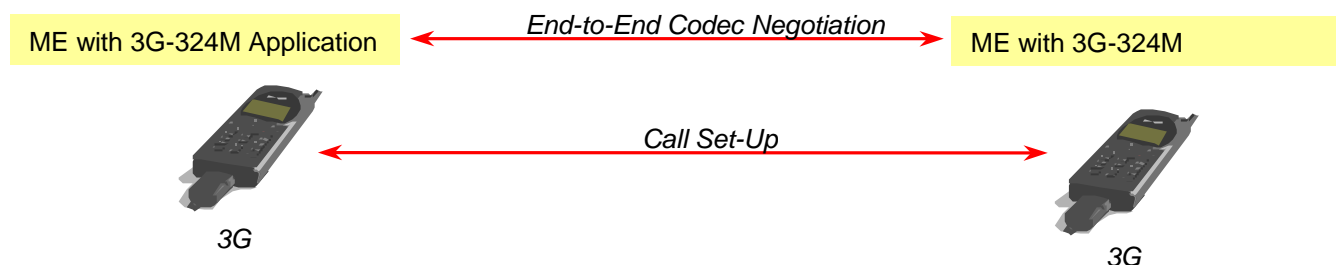 End-to-End Codec Negotiation
ME with 3G-324M Application
ME with 3G-324M
Call Set-Up
3G
3G